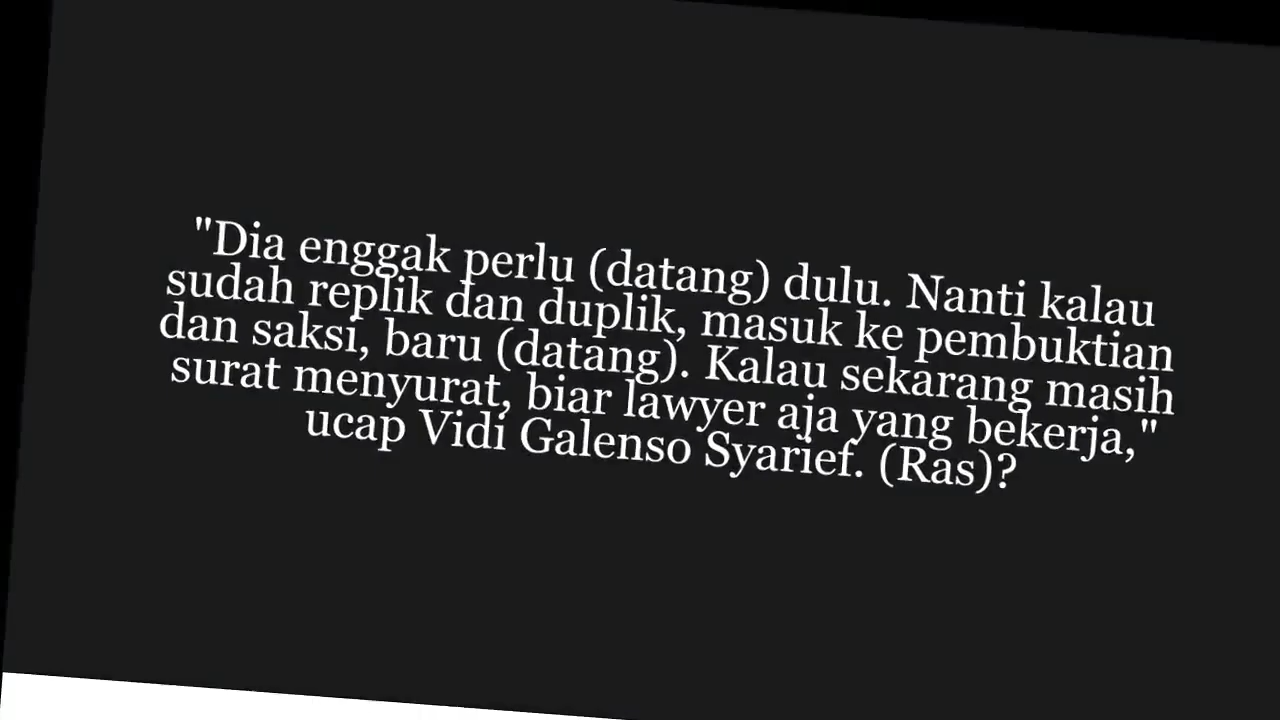 "Dia enggak perlu (datang) dulu. Nanti kalau
sudah replik dan duplik, masuk ke pembuktian
dan saksi, baru (datang). Kalau sekarang masih
surat menyurat, biar lawyer aja yang bekerja,"
ucap Vidi Galenso Syarief. (Ras)?